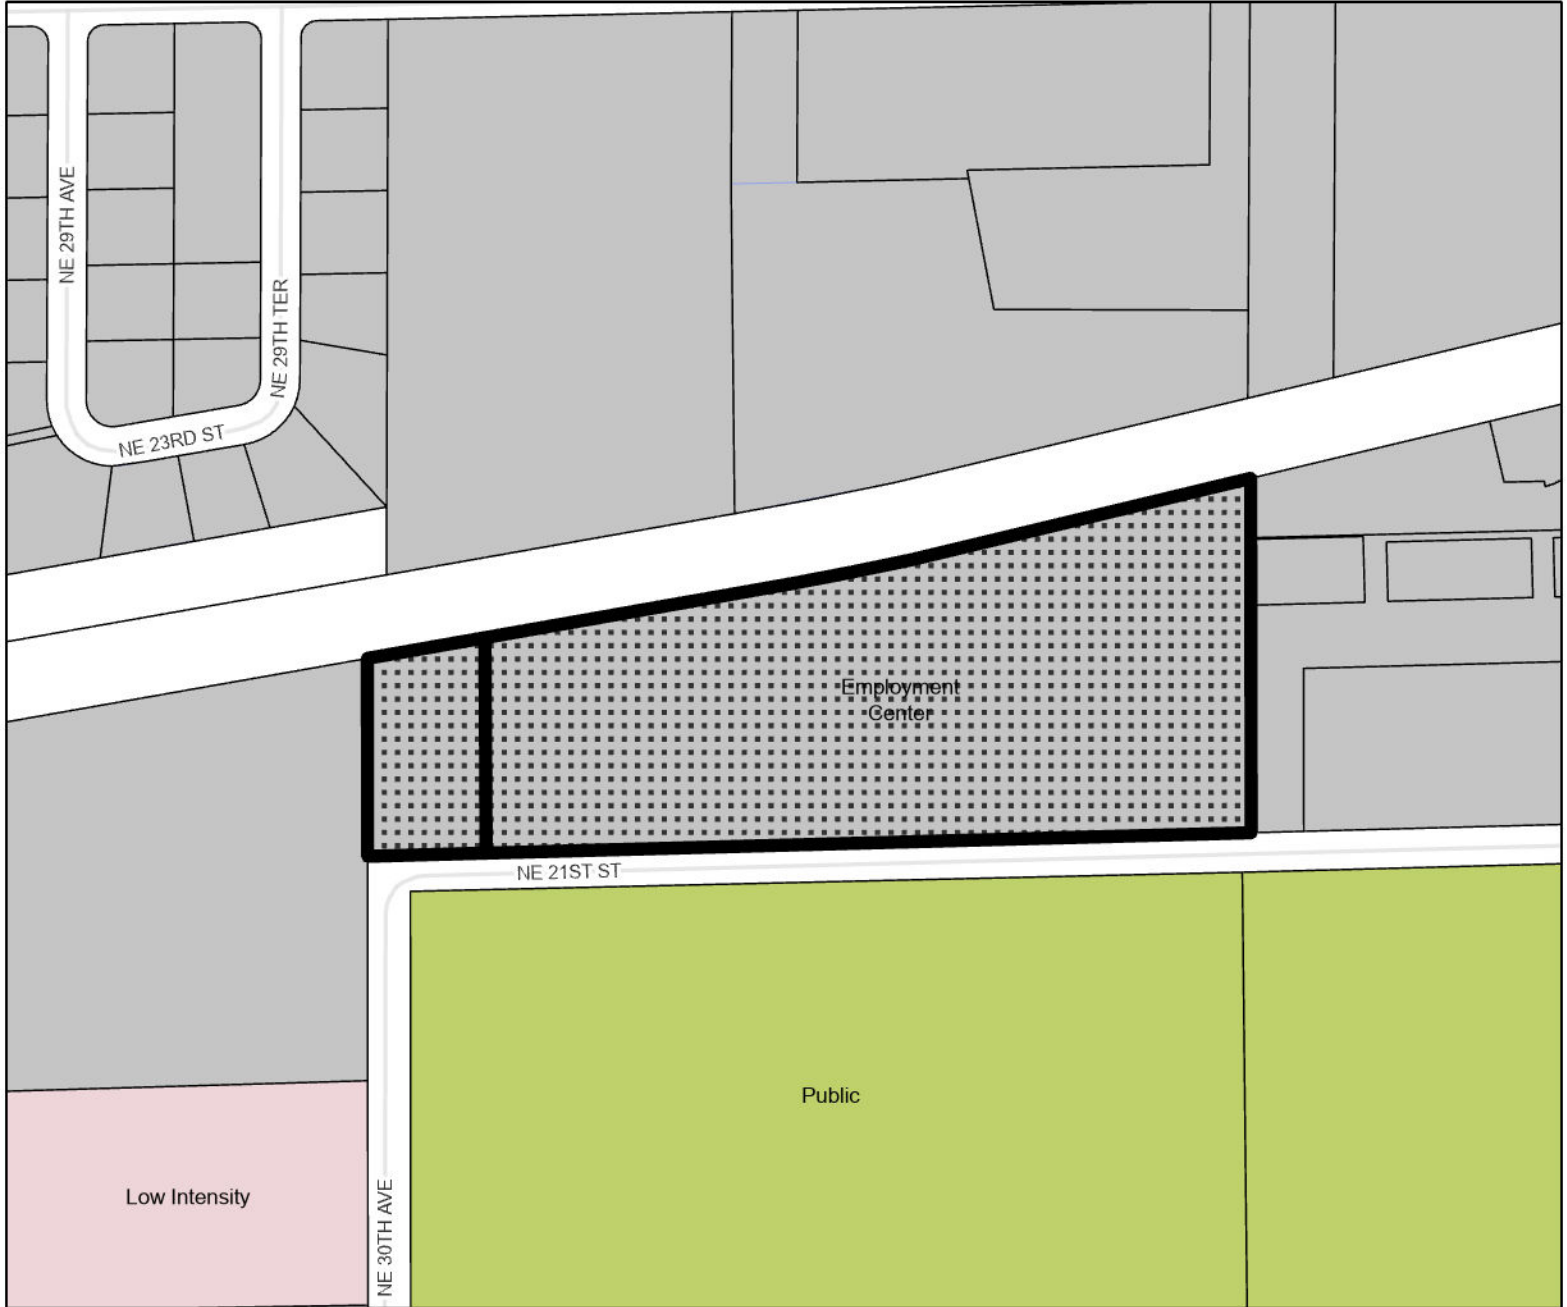 NE 29TH AVE
NE 29TH TER
NE 23RD ST
Employment
Center
NE 21ST ST
Public
Low Intensity
NE 30TH AVE